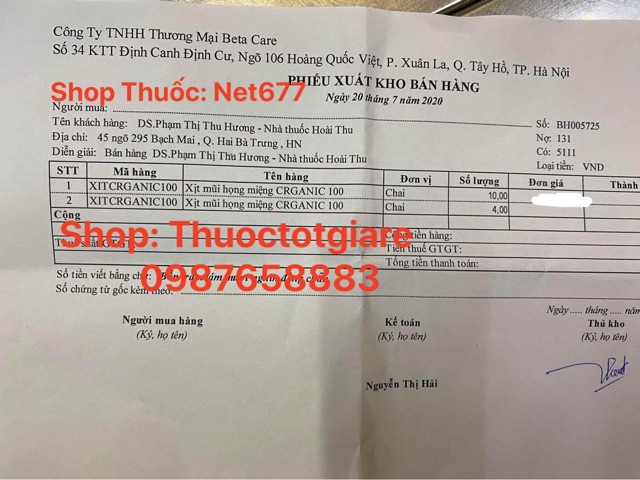 Công Ty TNHH Thương Mại Beta Care
Số 34 KTT Định Canh Định Cư, Ngõ 106 Hoàng Quốc Việt, P. Xuân La, Q. Tây Hồ, TP. Hà Nội
PHIẾU XUẤT KHO BÁN HÀNG
Shop Thuốc: Net677
Ngày 20 tháng 7 năm 2020
Người mua:
Số: BH005725
Tên khách hàng: DS.Phạm Thị Thu Hương - Nhà thuốc Hoài Thu
Nợ: 131
Địa chỉ: 45 ngõ 295 Bạch Mai , Q. Hai Bà Trưng , HN
Có: 5111
Diễn giải: Bán hàng DS.Phạm Thị Thu Hương - Nhà thuốc Hoài Thu
Loại tiền: VND
STT Mã hàng Tên hàng Đơn vị Số lượng Đơn giá Thành
1 XITCRGANIC100 Xịt mũi họng miệng CRGANIC 100 Chai 10,00
2 XITCRGANIC100 Xịt mũi họng miệng CRGANIC 100 Chai 4,00
Cộng
Shop: Thuoctotgiare
Cộng tiền hàng:
Thuế suất GTGT:
Tiền thuế GTGT:
Tổng tiền thanh toán:
Số tiền viết bằng chữ:
0987658883
Số chứng từ gốc kèm theo:
Ngày ..... tháng ..... năm
Người mua hàng Kế toán Thủ kho
(Ký, họ tên) (Ký, họ tên) (Ký, họ tên)
Nguyễn Thị Hải